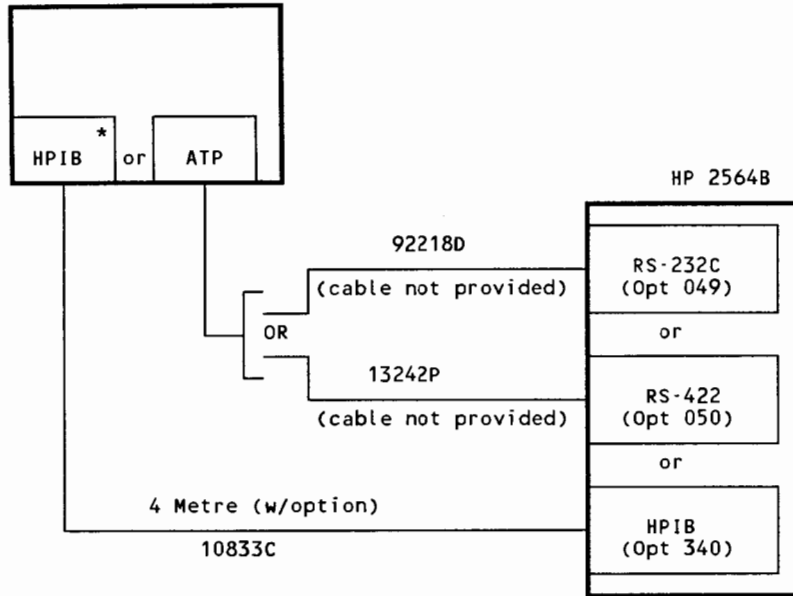 *
HPIB or ATP
HP 2564B
92218D
(cable not provided)
RS-232C
(Opt 049)
or
OR
13242P
(cable not provided)
RS-422
(Opt 050)
or
4 Metre (w/option)
10833C
HPIB
(Opt 340)